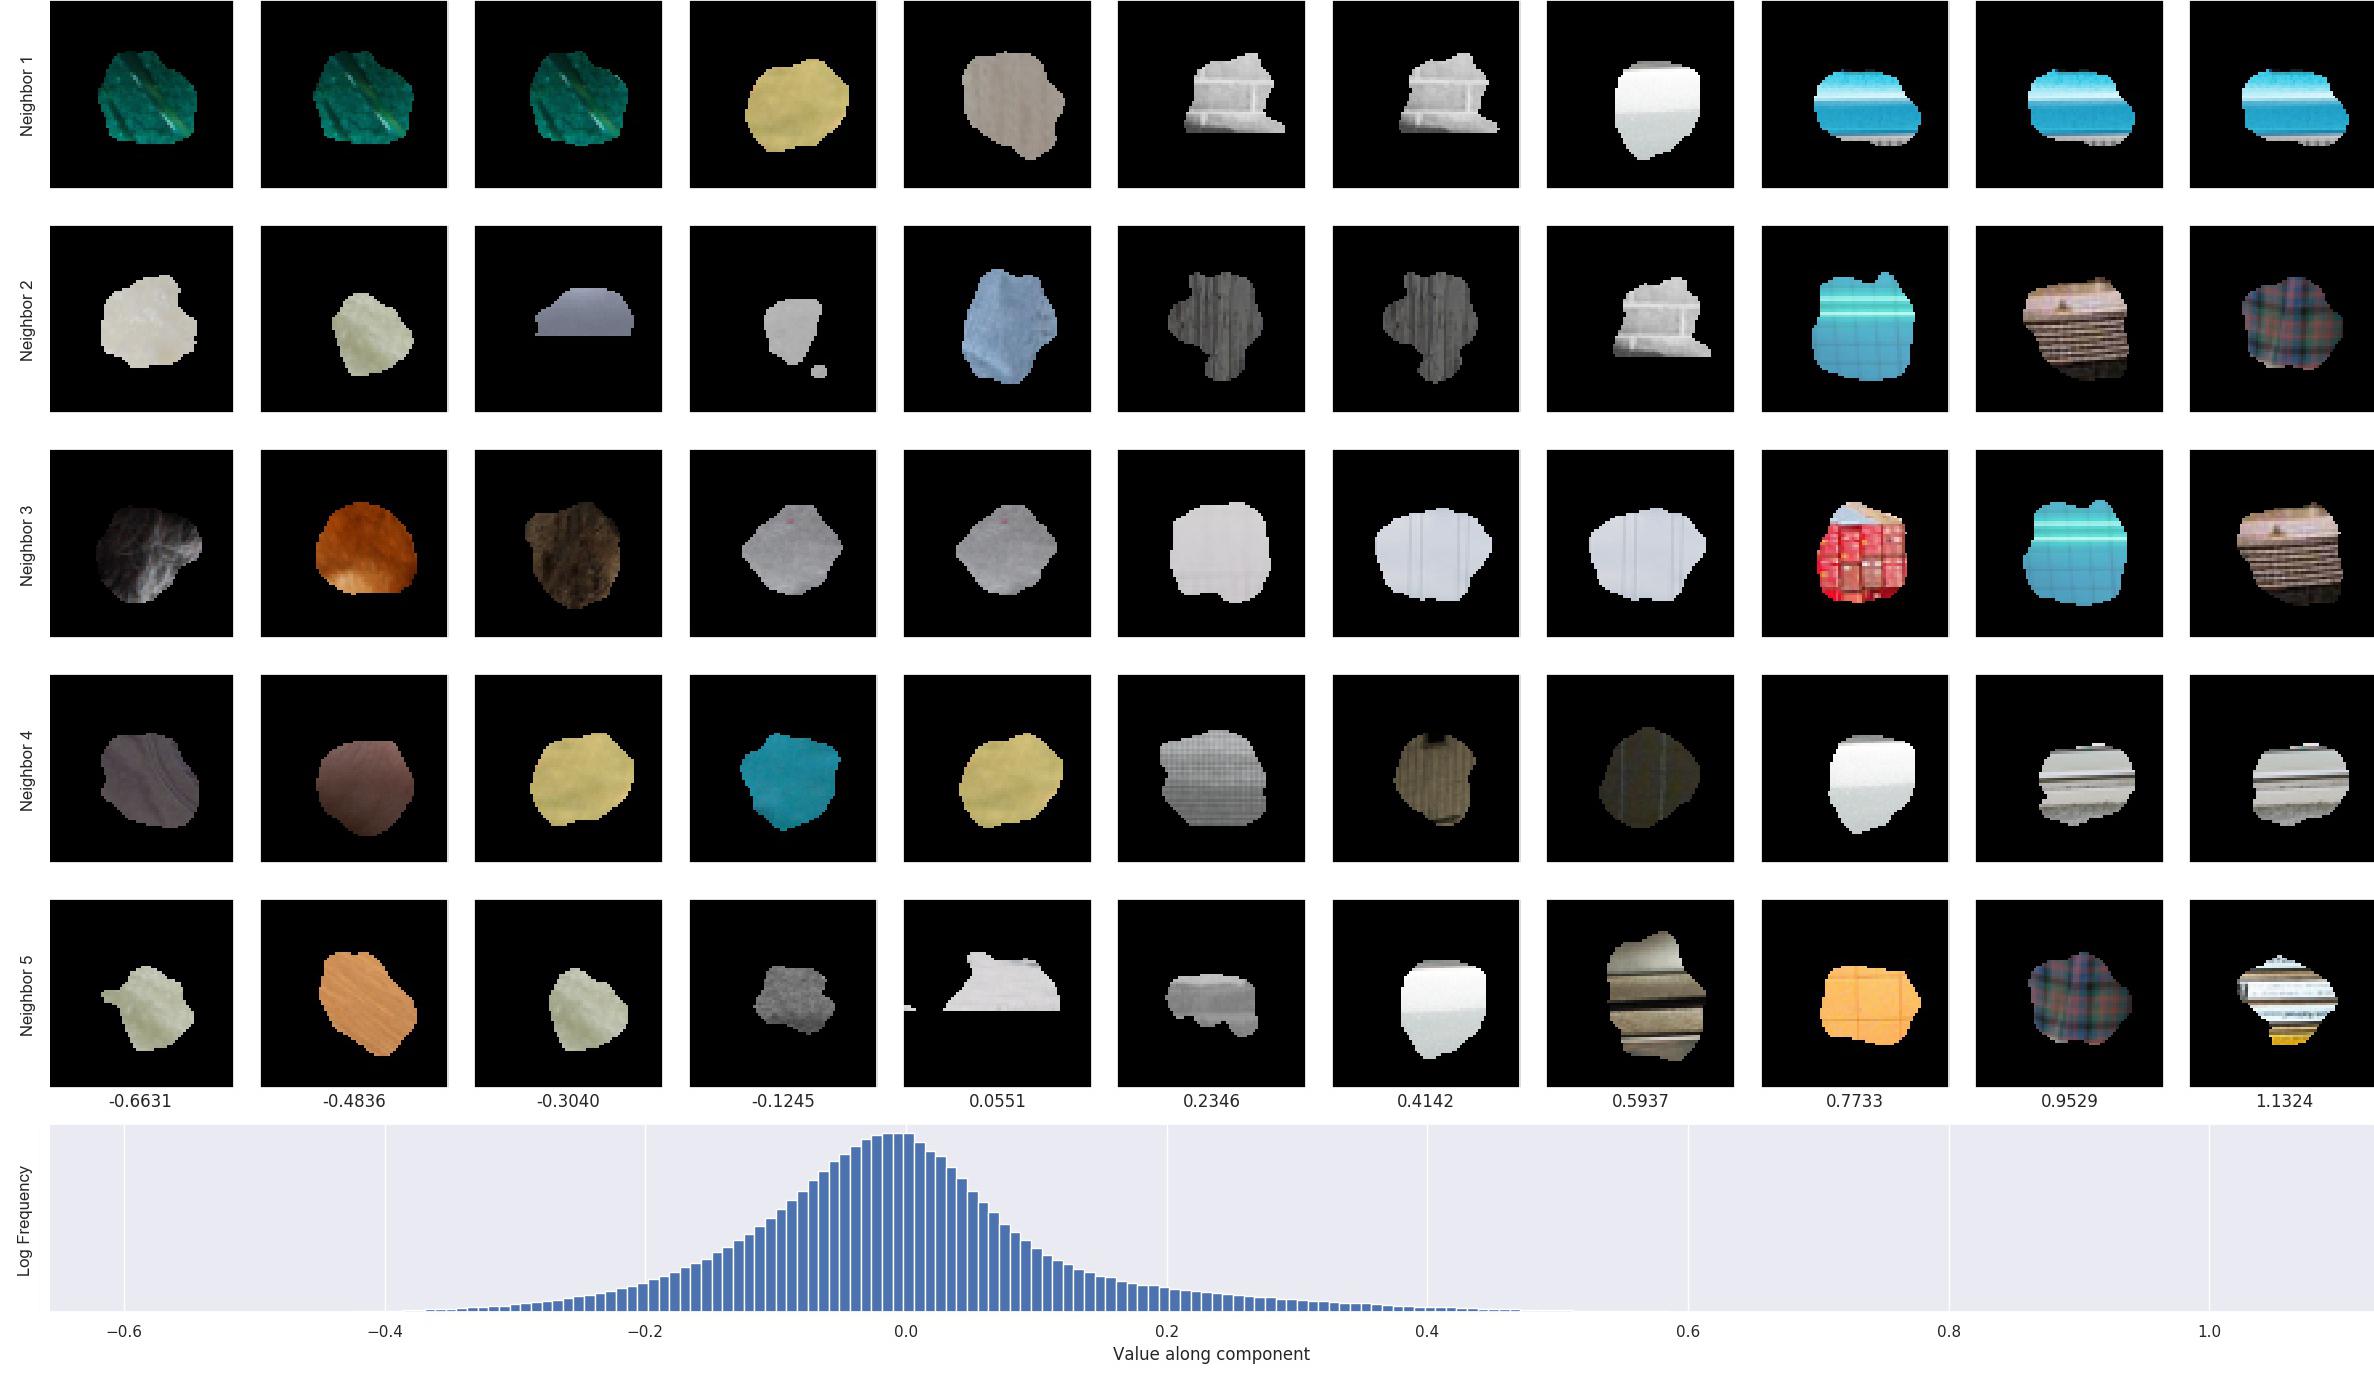 Neighbor 1
Neighbor 2
Neighbor 3
Neighbor 4
Neighbor 5
-0.6631 -0.4836 -0.3040 -0.1245 0.0551 0.2346 0.4142 0.5937 0.7733 0.9529 1.1324
Log Frequency
−0.6 −0.4 −0.2 0.0 0.2 0.4 0.6 0.8 1.0
Value along component